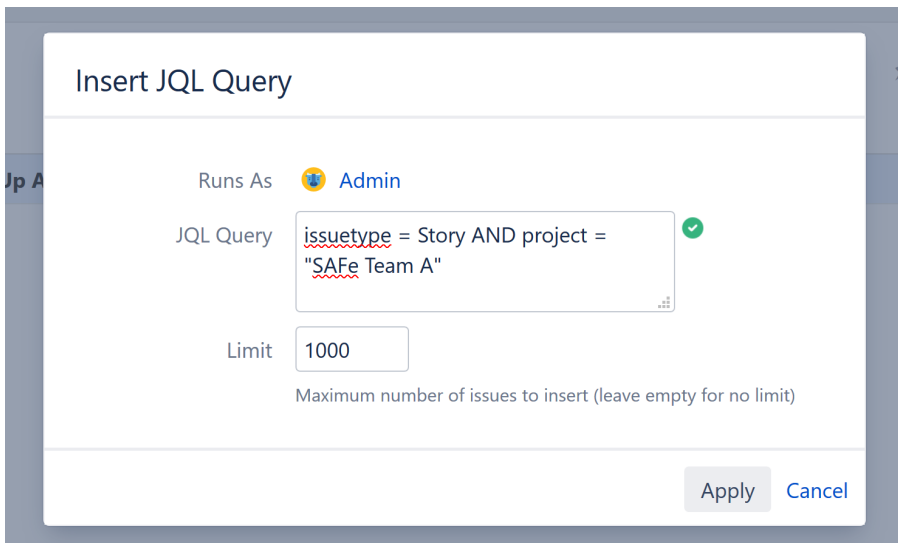 Insert JQL Query
Up A
Runs As Admin
JQL Query issuetype = Story AND project =
"SAFe Team A"
Limit 1000
Maximum number of issues to insert (leave empty for no limit)
Apply Cancel